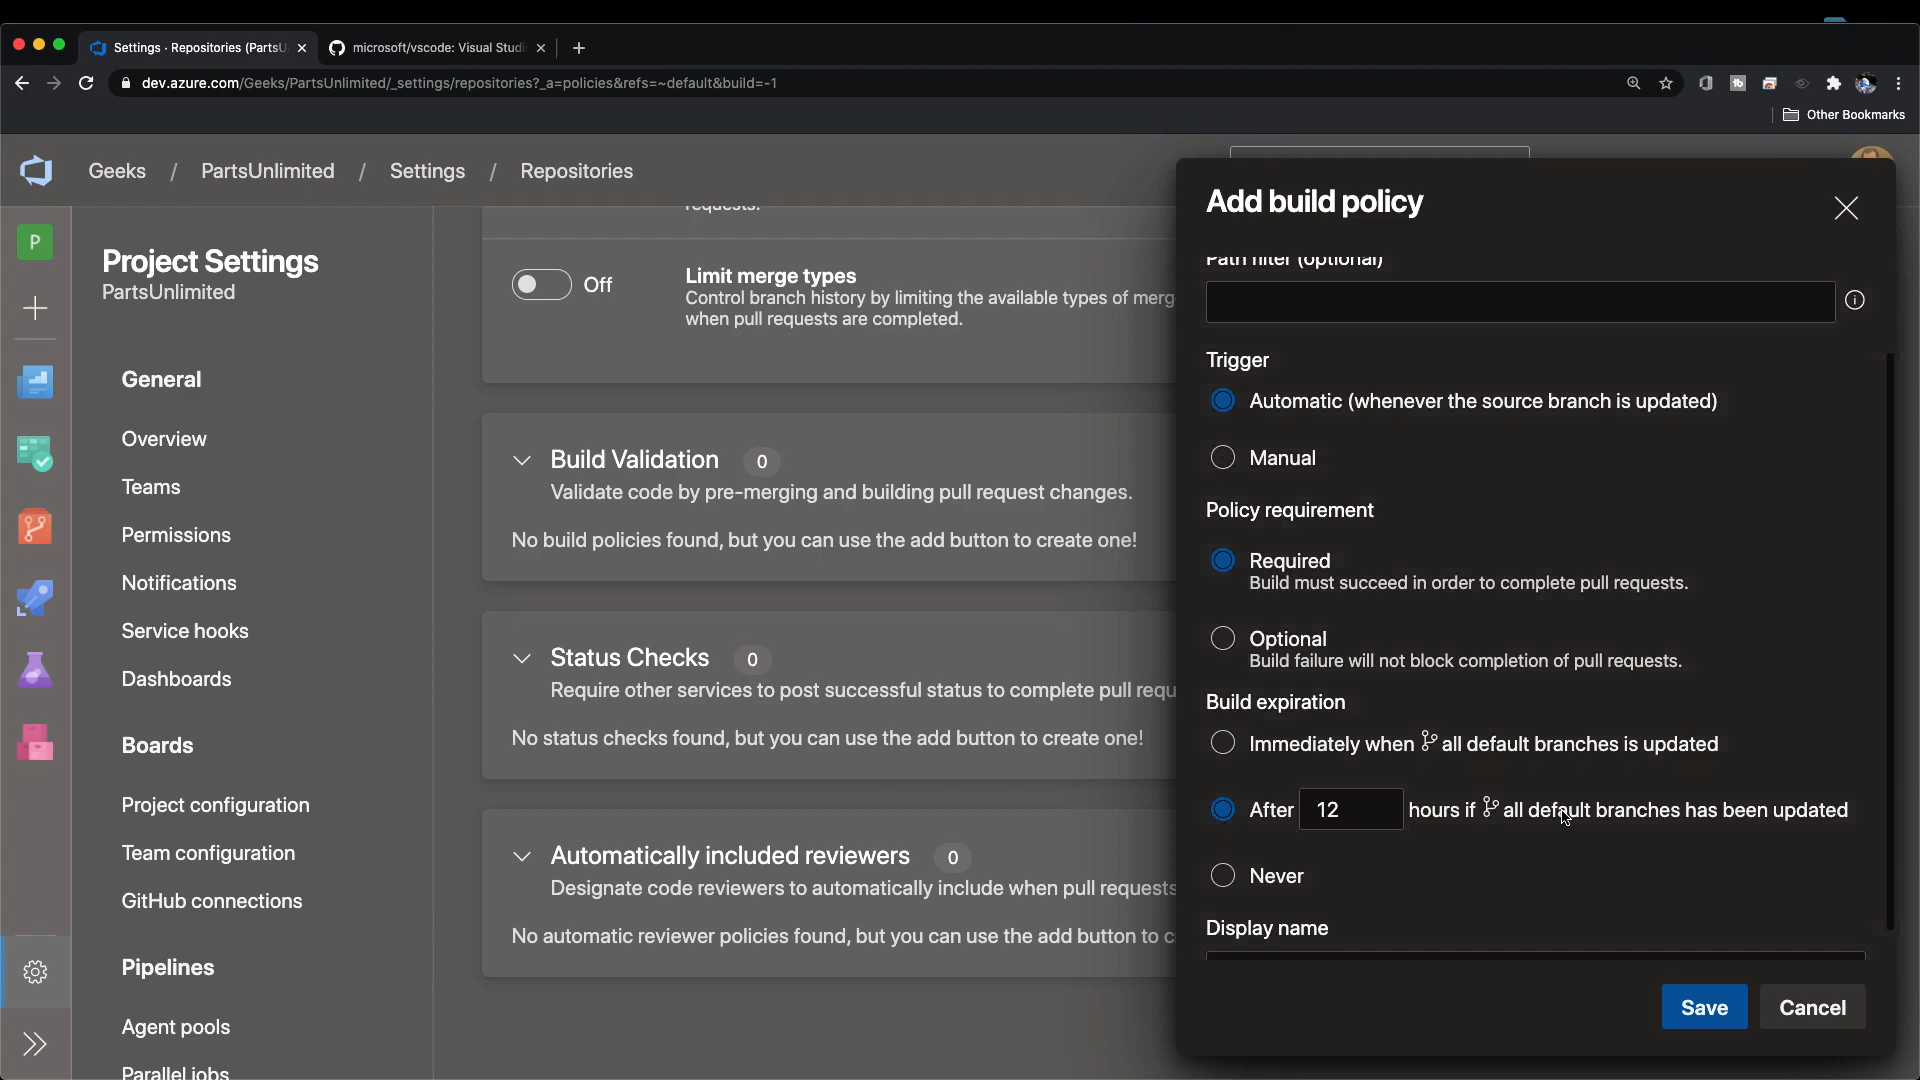 Settings · Repositories (PartsU
microsoft/vscode: Visual Studi
dev.azure.com/Geeks/PartsUnlimited/_settings/repositories?_a=policies&refs=~default&build=-1
Other Bookmarks
Geeks / PartsUnlimited / Settings / Repositories
P
Project Settings
PartsUnlimited
General
Overview
Teams
Permissions
Notifications
Service hooks
Dashboards
Boards
Project configuration
Team configuration
GitHub connections
Pipelines
Agent pools
Parallel jobs
requests.
Off
Limit merge types
Control branch history by limiting the available types of merg
when pull requests are completed.
Build Validation 0
Validate code by pre-merging and building pull request changes.
No build policies found, but you can use the add button to create one!
Status Checks 0
Require other services to post successful status to complete pull requ
No status checks found, but you can use the add button to create one!
Automatically included reviewers 0
Designate code reviewers to automatically include when pull requests
No automatic reviewer policies found, but you can use the add button to c
Add build policy
Path filter (optional)
Trigger
Automatic (whenever the source branch is updated)
Manual
Policy requirement
Required
Build must succeed in order to complete pull requests.
Optional
Build failure will not block completion of pull requests.
Build expiration
Immediately when all default branches is updated
After 12 hours if all default branches has been updated
Never
Display name
Save
Cancel